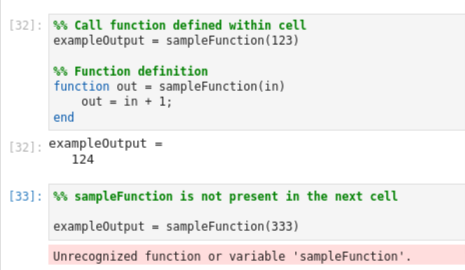 [32]: %% Call function defined within cell
exampleOutput = sampleFunction(123)
%% Function definition
function out = sampleFunction(in)
    out = in + 1;
end
[32]: exampleOutput =
   124
[33]: %% sampleFunction is not present in the next cell
exampleOutput = sampleFunction(333)
Unrecognized function or variable 'sampleFunction'.